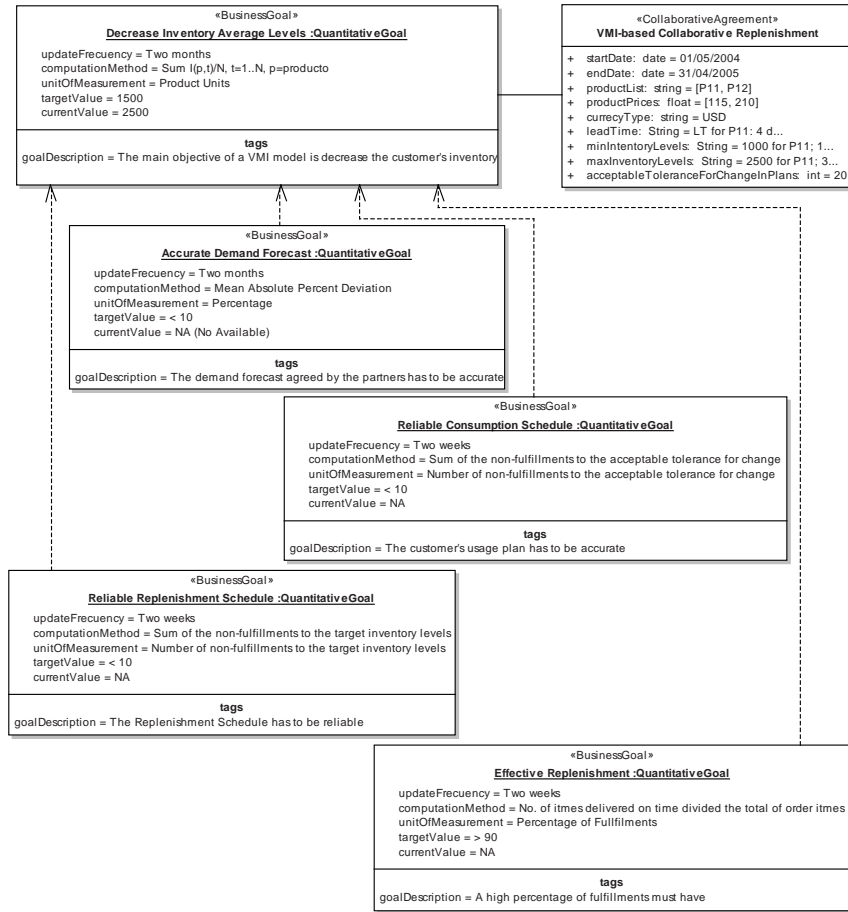 «BusinessGoal»
Decrease Inventory Average Levels :QuantitativeGoal
updateFrecuency = Two months
computationMethod = Sum I(p,t)/N, t=1..N, p=producto
unitOfMeasurement = Product Units
targetValue = 1500
currentValue = 2500
tags
goalDescription = The main objective of a VMI model is decrease the customer's inventory
«CollaborativeAgreement»
VMI-based Collaborative Replenishment
+ startDate: date = 01/05/2004
+ endDate: date = 31/04/2005
+ productList: string = [P11, P12]
+ productPrices: float = [115, 210]
+ currecyType: string = USD
+ leadTime: String = LT for P11: 4 d...
+ minIntentoryLevels: String = 1000 for P11; 1...
+ maxInventoryLevels: String = 2500 for P11; 3...
+ acceptableToleranceForChangeInPlans: int = 20
«BusinessGoal»
Accurate Demand Forecast :QuantitativeGoal
updateFrecuency = Two months
computationMethod = Mean Absolute Percent Deviation
unitOfMeasurement = Percentage
targetValue = < 10
currentValue = NA (No Available)
tags
goalDescription = The demand forecast agreed by the partners has to be accurate
«BusinessGoal»
Reliable Consumption Schedule :QuantitativeGoal
updateFrecuency = Two weeks
computationMethod = Sum of the non-fulfillments to the acceptable tolerance for change
unitOfMeasurement = Number of non-fulfillments to the acceptable tolerance for change
targetValue = < 10
currentValue = NA
tags
goalDescription = The customer's usage plan has to be accurate
«BusinessGoal»
Reliable Replenishment Schedule :QuantitativeGoal
updateFrecuency = Two weeks
computationMethod = Sum of the non-fulfillments to the target inventory levels
unitOfMeasurement = Number of non-fulfillments to the target inventory levels
targetValue = < 10
currentValue = NA
tags
goalDescription = The Replenishment Schedule has to be reliable
«BusinessGoal»
Effective Replenishment :QuantitativeGoal
updateFrecuency = Two weeks
computationMethod = No. of itmes delivered on time divided the total of order itmes
unitOfMeasurement = Percentage of Fullfilments
targetValue = > 90
currentValue = NA
tags
goalDescription = A high percentage of fulfillments must have